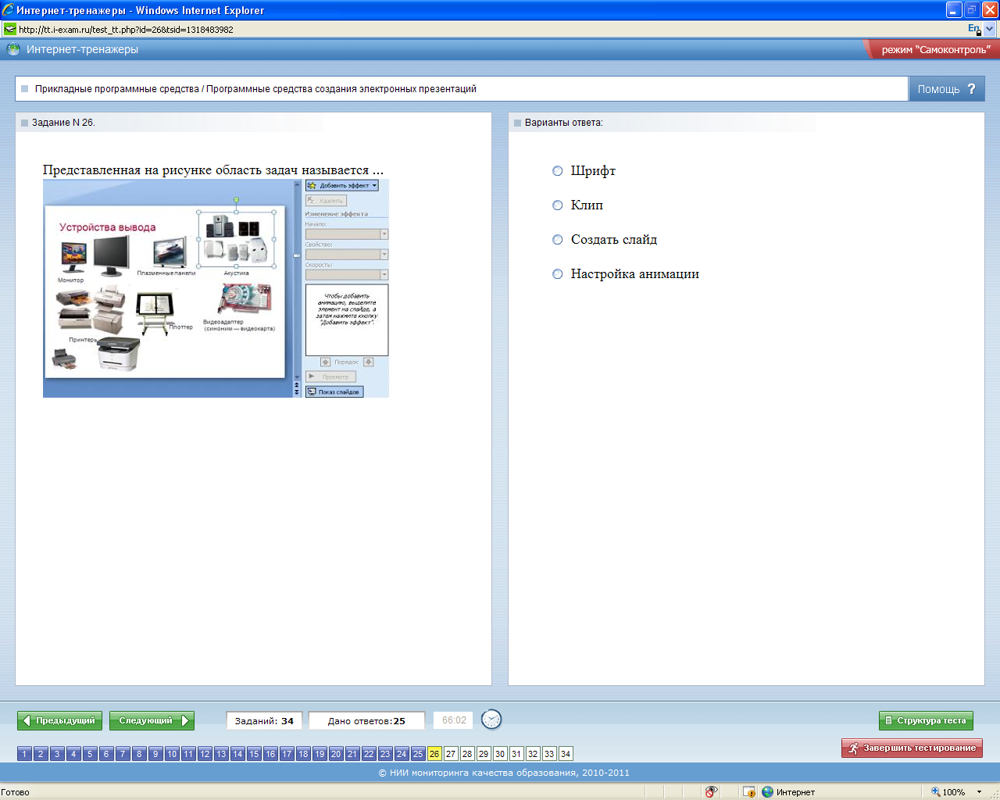 Интернет-тренажеры - Windows Internet Explorer
http://tt.i-exam.ru/test_tt.php?id=26&tsid=1318483982
En
Интернет-тренажеры
режим "Самоконтроль"
Прикладные программные средства / Программные средства создания электронных презентаций
Помощь ?
Задание N 26.
Представленная на рисунке область задач называется ...
Добавить эффект
Удалить
Изменение эффекта
Начало:
Свойство:
Скорость:
Чтобы добавить
анимацию, выделите
элемент на слайде, а
затем нажмите кнопку
"Добавить эффект".
Порядок
Просмотр
Показ слайдов
Устройства вывода
Монитор
Плазменные панели
Акустика
Принтеры
Плоттер
Видеоадаптер
(синоним — видеокарта)
Варианты ответа:
Шрифт
Клип
Создать слайд
Настройка анимации
Предыдущий
Следующий
Заданий: 34
Дано ответов:25
66:02
Структура теста
1 2 3 4 5 6 7 8 9 10 11 12 13 14 15 16 17 18 19 20 21 22 23 24 25 26 27 28 29 30 31 32 33 34
Завершить тестирование
© НИИ мониторинга качества образования, 2010-2011
Готово
Интернет
100%